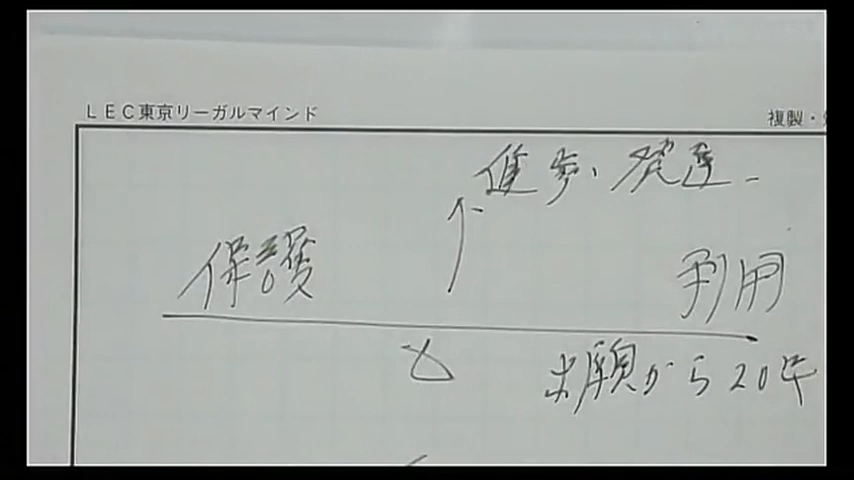 LEC東京リーガルマインド
複製・
進歩、発達
保護
利用
出願から20年